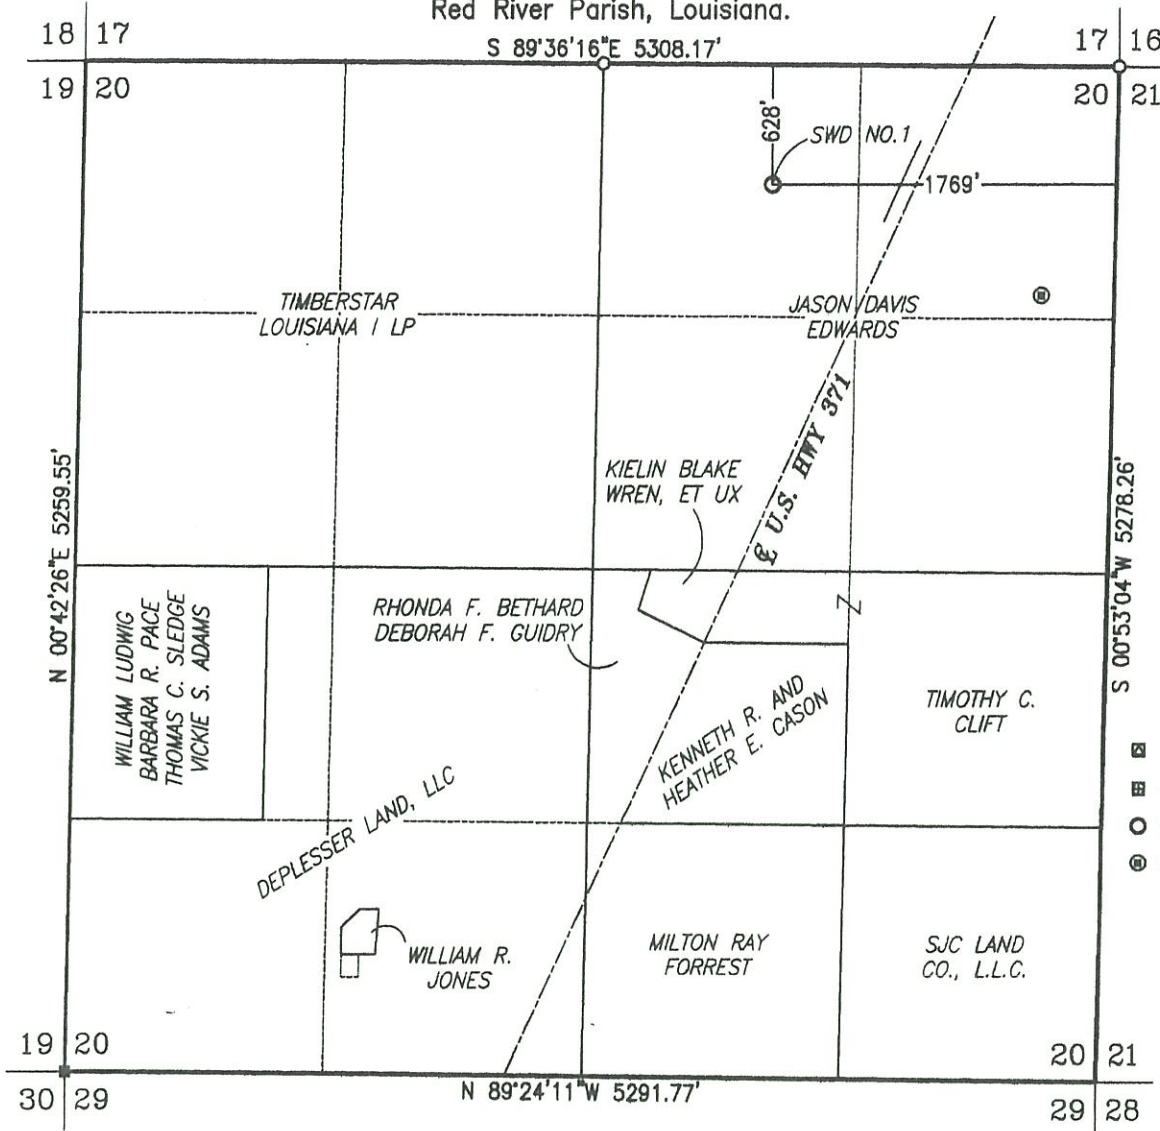 Red River Parish, Louisiana.
S 89°36'16"E 5308.17'
18 17
17 16
19 20
20 21
628'
SWD NO.1
1769'
TIMBERSTAR
LOUISIANA I LP
JASON DAVIS
EDWARDS
KIELIN BLAKE
WREN, ET UX
℄ U.S. HWY 371
N 00°42'26"E 5259.55'
S 00°53'04"W 5278.26'
WILLIAM LUDWIG
BARBARA R. PACE
THOMAS C. SLEDGE
VICKIE S. ADAMS
RHONDA F. BETHARD
DEBORAH F. GUIDRY
KENNETH R. AND
HEATHER E. CASON
TIMOTHY C.
CLIFT
DEPLESSER LAND, LLC
WILLIAM R.
JONES
MILTON RAY
FORREST
SJC LAND
CO., L.L.C.
19 20
20 21
30 29
N 89°24'11"W 5291.77'
29 28